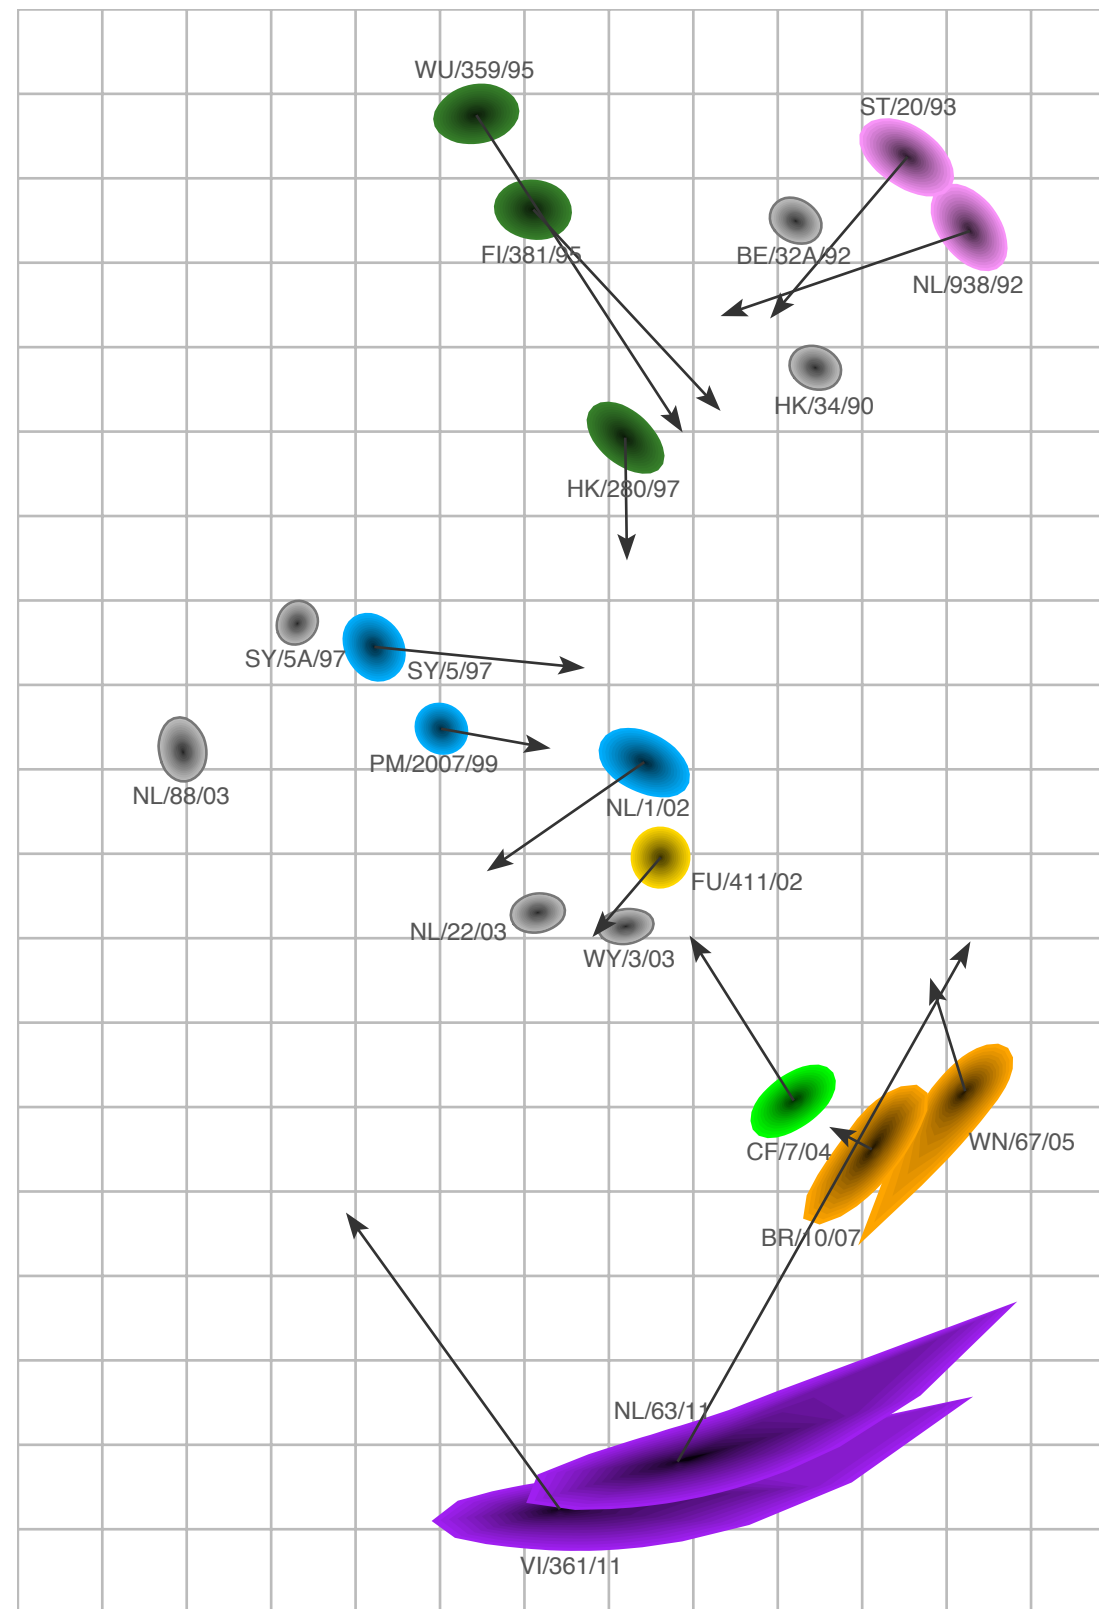 WU/359/95
ST/20/93
FI/381/95
BE/32A/92
NL/938/92
HK/34/90
HK/280/97
SY/5A/97
SY/5/97
PM/2007/99
NL/88/03
NL/1/02
FU/411/02
NL/22/03
WY/3/03
CF/7/04
WN/67/05
BR/10/07
NL/63/11
VI/361/11